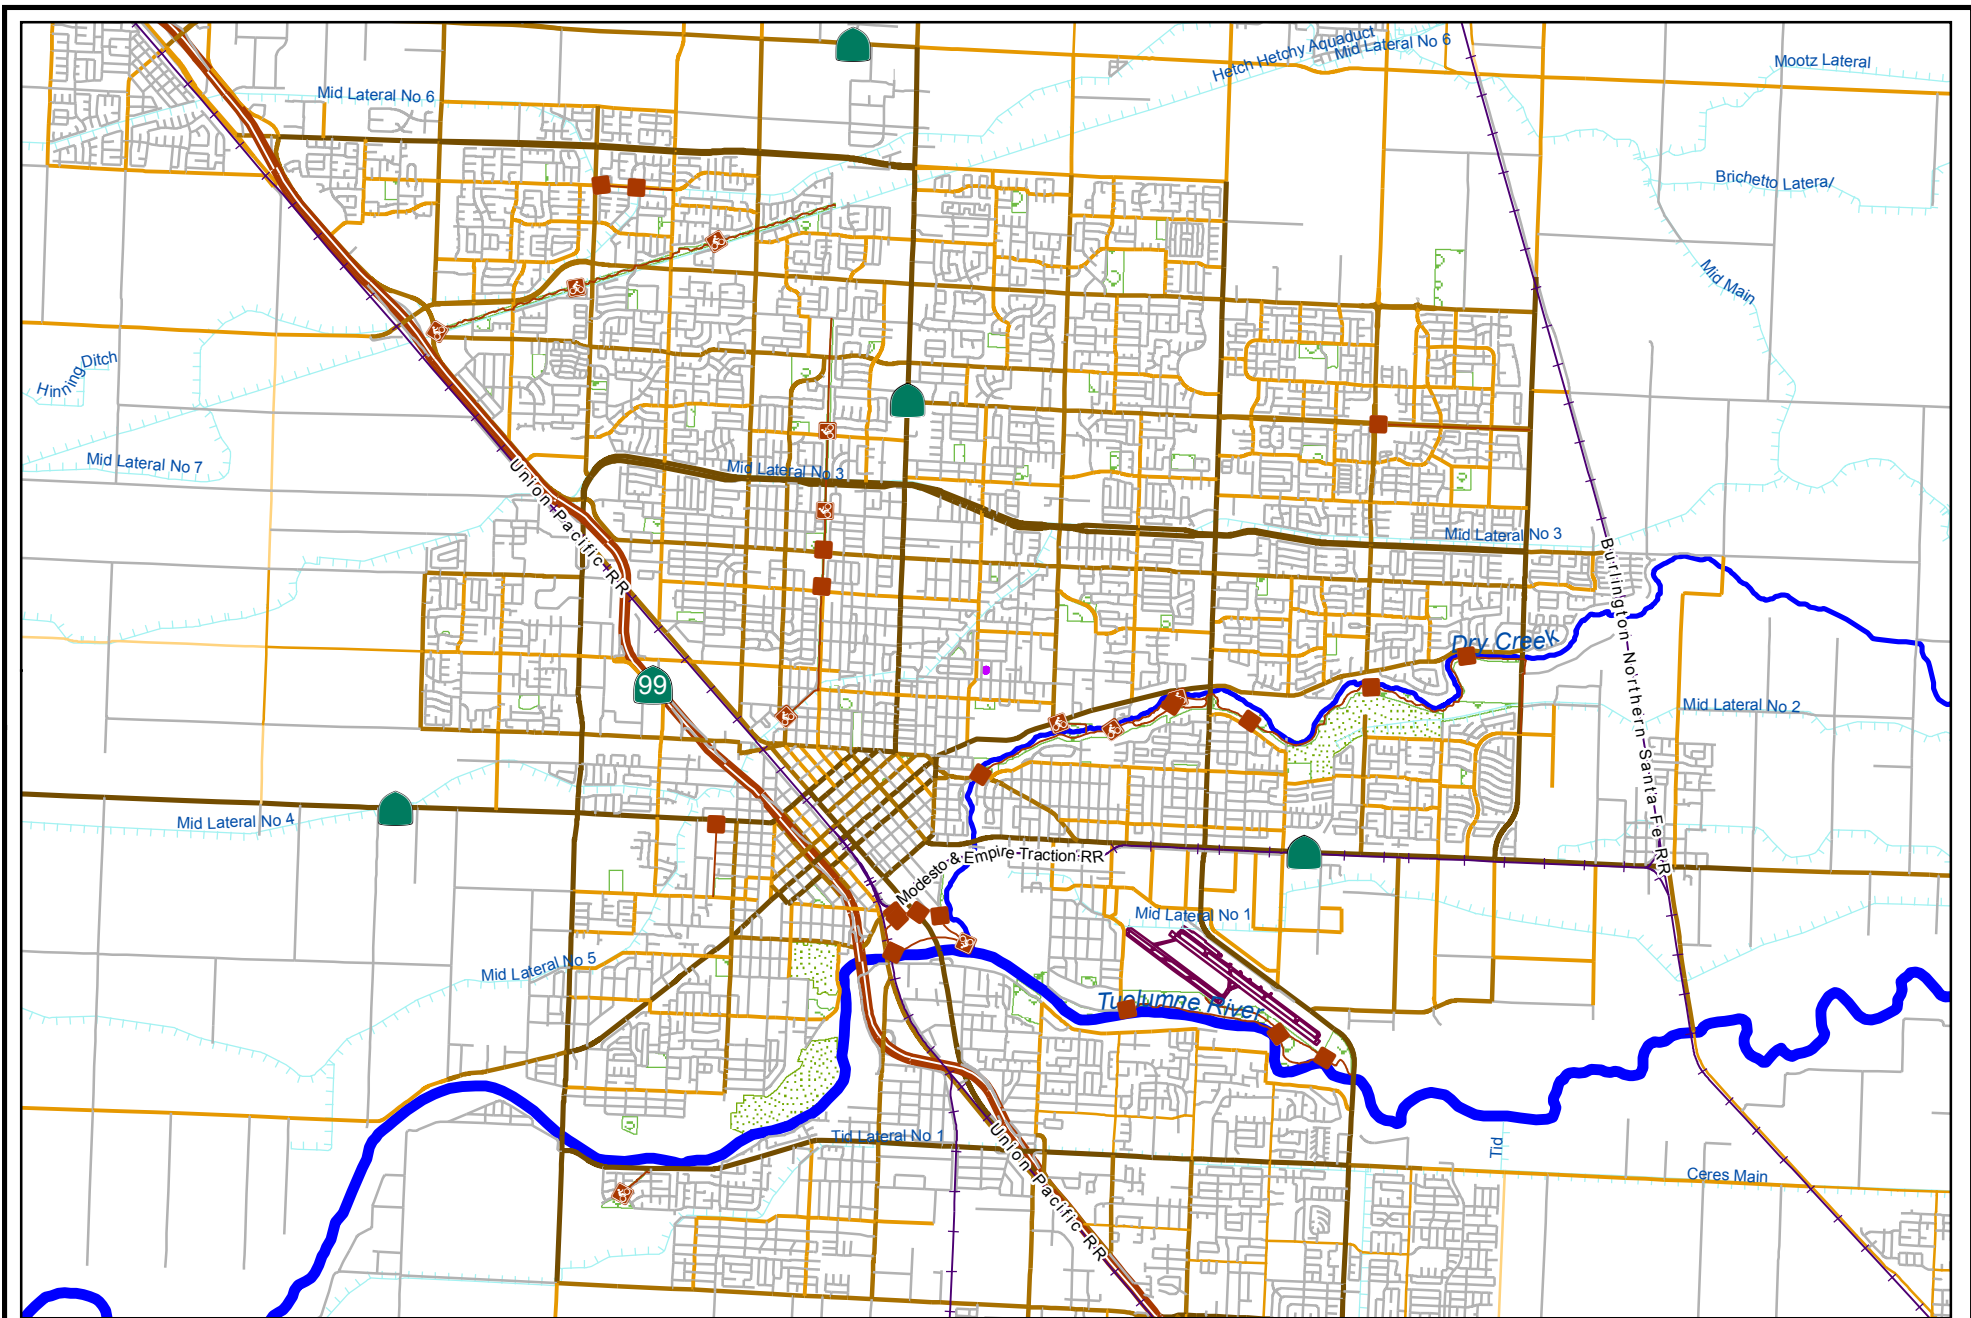 Hetch Hetchy Aquaduct
Mid Lateral No 6
Mootz Lateral
Mid Lateral No 6
Brichetto Lateral
Mid Main
Hinning Ditch
Mid Lateral No 7
Union Pacific RR
Mid Lateral No 3
Mid Lateral No 3
Burlington Northern Santa Fe RR
Dry Creek
99
Mid Lateral No 2
Mid Lateral No 4
Modesto & Empire Traction RR
Mid Lateral No 1
Mid Lateral No 5
Tuolumne River
Tid Lateral No 1
Union Pacific RR
Tid
Ceres Main